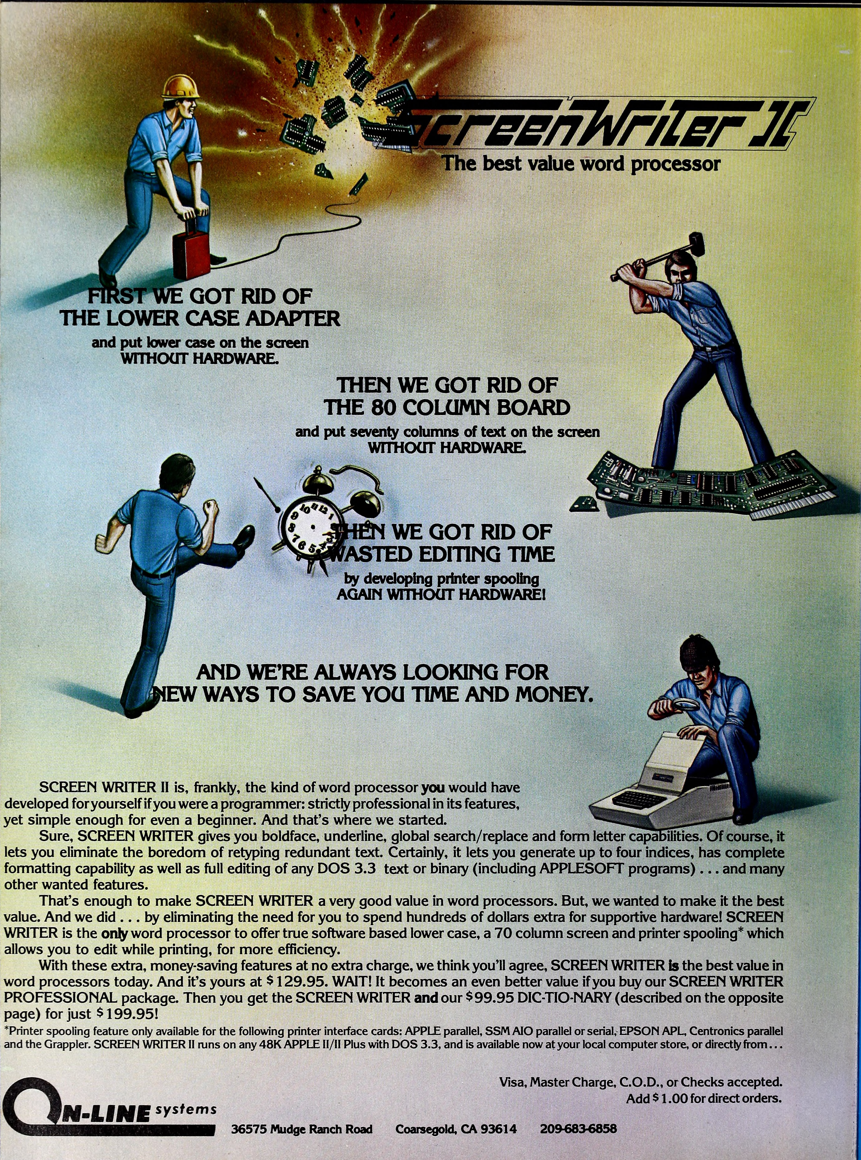 ScreenWriter II
The best value word processor
FIRST WE GOT RID OF
THE LOWER CASE ADAPTER
and put lower case on the screen
WITHOUT HARDWARE.
THEN WE GOT RID OF
THE 80 COLUMN BOARD
and put seventy columns of text on the screen
WITHOUT HARDWARE.
THEN WE GOT RID OF
WASTED EDITING TIME
by developing printer spooling
AGAIN WITHOUT HARDWARE!
AND WE'RE ALWAYS LOOKING FOR
NEW WAYS TO SAVE YOU TIME AND MONEY.
SCREEN WRITER II is, frankly, the kind of word processor you would have
developed for yourself if you were a programmer: strictly professional in its features,
yet simple enough for even a beginner. And that's where we started.
Sure, SCREEN WRITER gives you boldface, underline, global search/replace and form letter capabilities. Of course, it
lets you eliminate the boredom of retyping redundant text. Certainly, it lets you generate up to four indices, has complete
formatting capability as well as full editing of any DOS 3.3 text or binary (including APPLESOFT programs) . . . and many
other wanted features.
That's enough to make SCREEN WRITER a very good value in word processors. But, we wanted to make it the best
value. And we did . . . by eliminating the need for you to spend hundreds of dollars extra for supportive hardware! SCREEN
WRITER is the only word processor to offer true software based lower case, a 70 column screen and printer spooling* which
allows you to edit while printing, for more efficiency.
With these extra, money-saving features at no extra charge, we think you'll agree, SCREEN WRITER is the best value in
word processors today. And it's yours at $129.95. WAIT! It becomes an even better value if you buy our SCREEN WRITER
PROFESSIONAL package. Then you get the SCREEN WRITER and our $99.95 DIC-TIO-NARY (described on the opposite
page) for just $199.95!
*Printer spooling feature only available for the following printer interface cards: APPLE parallel, SSM AIO parallel or serial, EPSON APL, Centronics parallel
and the Grappler. SCREEN WRITER II runs on any 48K APPLE II/II Plus with DOS 3.3, and is available now at your local computer store, or directly from . . .
Visa, Master Charge, C.O.D., or Checks accepted.
Add $1.00 for direct orders.
ON-LINE systems
36575 Mudge Ranch Road Coarsegold, CA 93614 209-683-6858